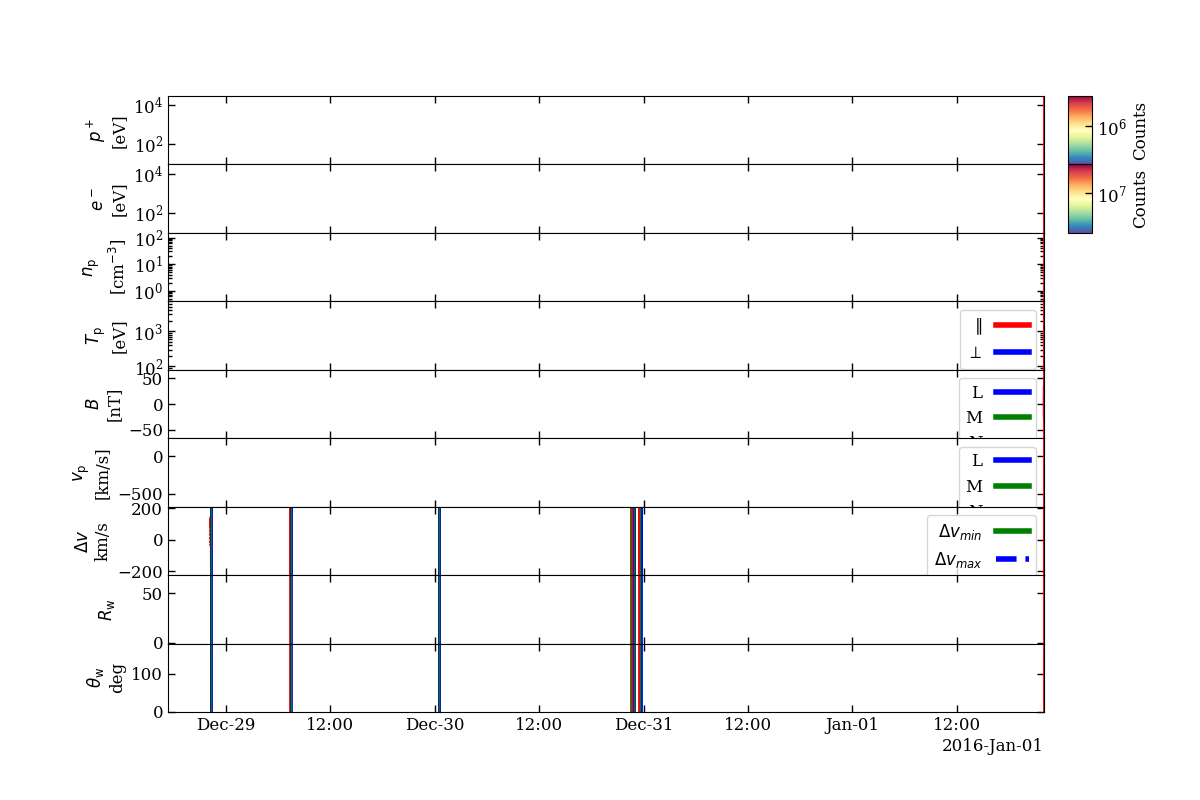 p+
[eV]
10^4
10^2
10^6
Counts
e−
[eV]
10^4
10^2
10^7
Counts
n_p
[cm^−3]
10^2
10^1
10^0
T_p
[eV]
10^3
10^2
∥
⊥
B
[nT]
50
0
−50
L
M
v_p
[km/s]
0
−500
L
M
Δv
km/s
200
0
−200
Δv_min
Δv_max
R_w
50
0
θ_w
deg
100
0
Dec-29 12:00 Dec-30 12:00 Dec-31 12:00 Jan-01 12:00
2016-Jan-01